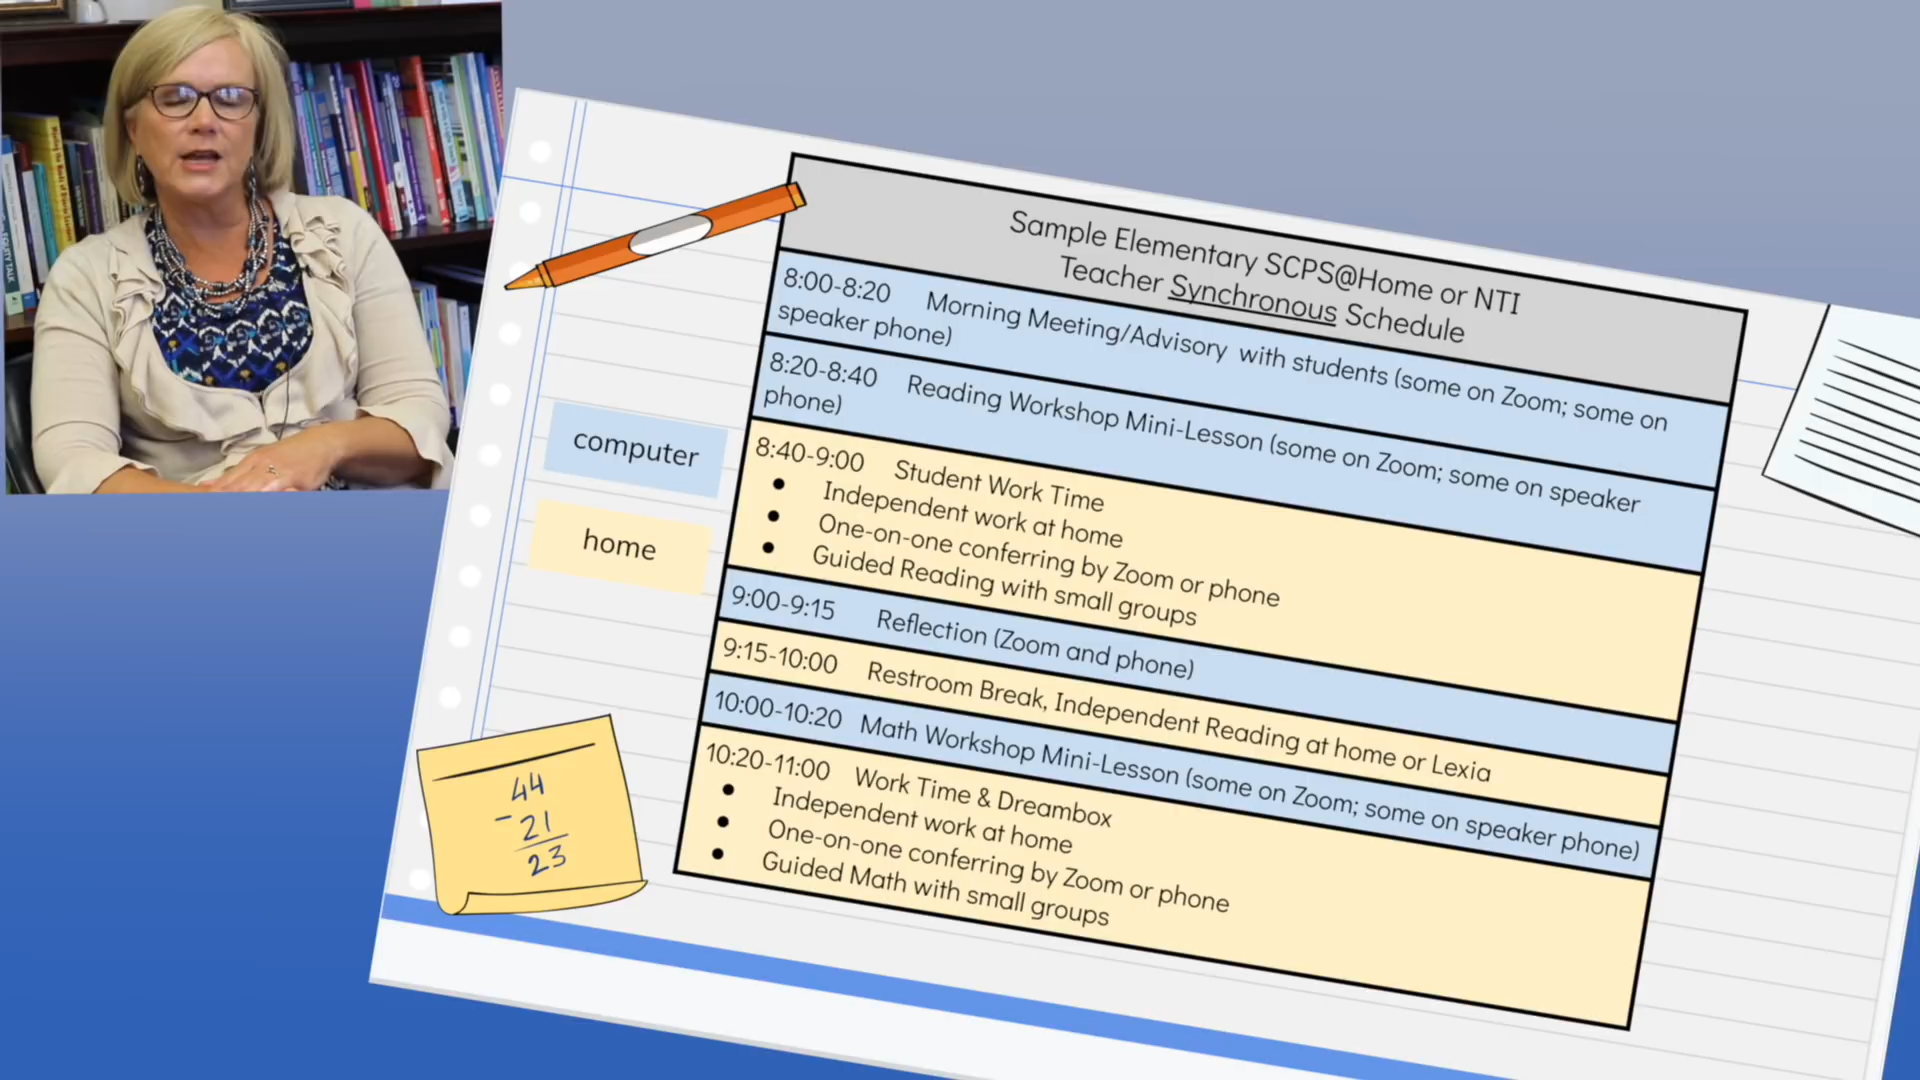 Sample Elementary SCPS@Home or NTI
Teacher Synchronous Schedule
8:00-8:20 Morning Meeting/Advisory with students (some on Zoom; some on
speaker phone)
8:20-8:40 Reading Workshop Mini-Lesson (some on Zoom; some on speaker
phone)
8:40-9:00 Student Work Time
● Independent work at home
● One-on-one conferring by Zoom or phone
● Guided Reading with small groups
9:00-9:15 Reflection (Zoom and phone)
9:15-10:00 Restroom Break, Independent Reading at home or Lexia
10:00-10:20 Math Workshop Mini-Lesson (some on Zoom; some on speaker phone)
10:20-11:00 Work Time & Dreambox
● Independent work at home
● One-on-one conferring by Zoom or phone
● Guided Math with small groups
computer
home
44
- 21
23
EQUITY TALK